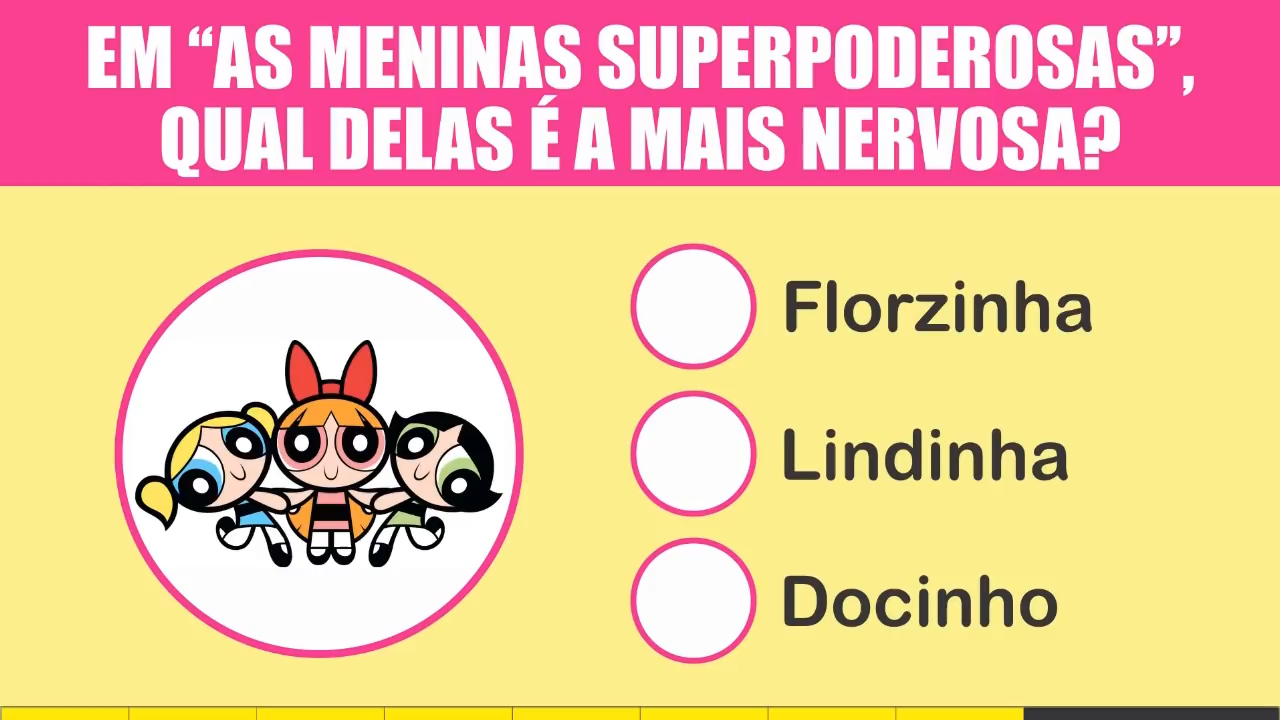 EM “AS MENINAS SUPERPODEROSAS”,
QUAL DELAS É A MAIS NERVOSA?
Florzinha
Lindinha
Docinho